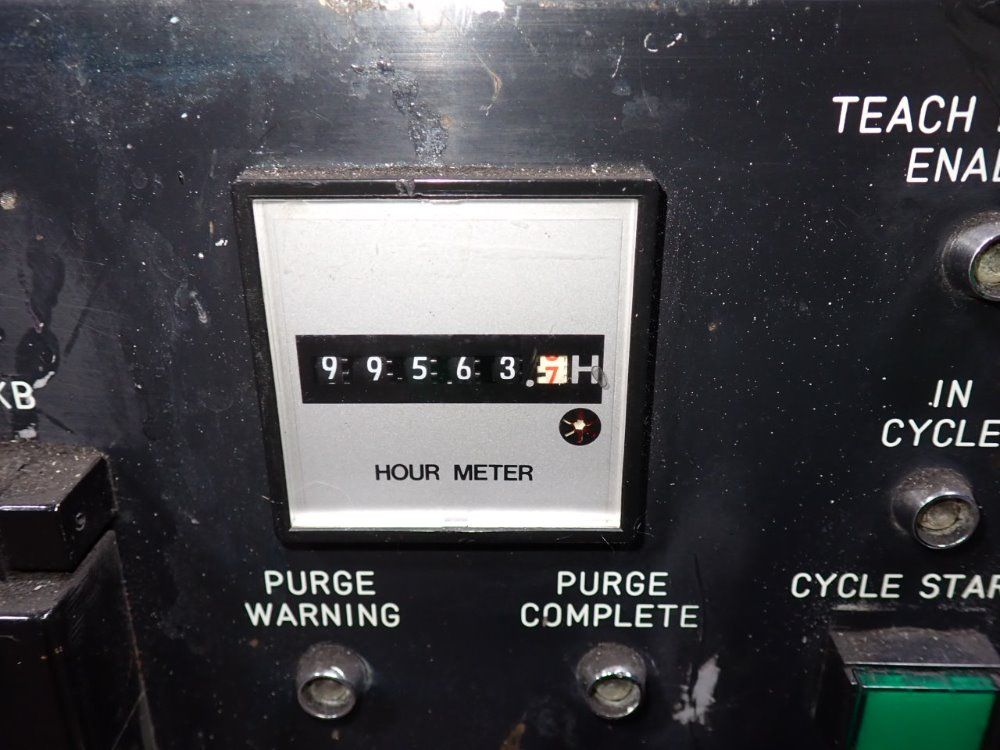 TEACH
ENA
KB
99563.7H
HOUR METER
IN
CYCLE
PURGE
WARNING
PURGE
COMPLETE
CYCLE STAR